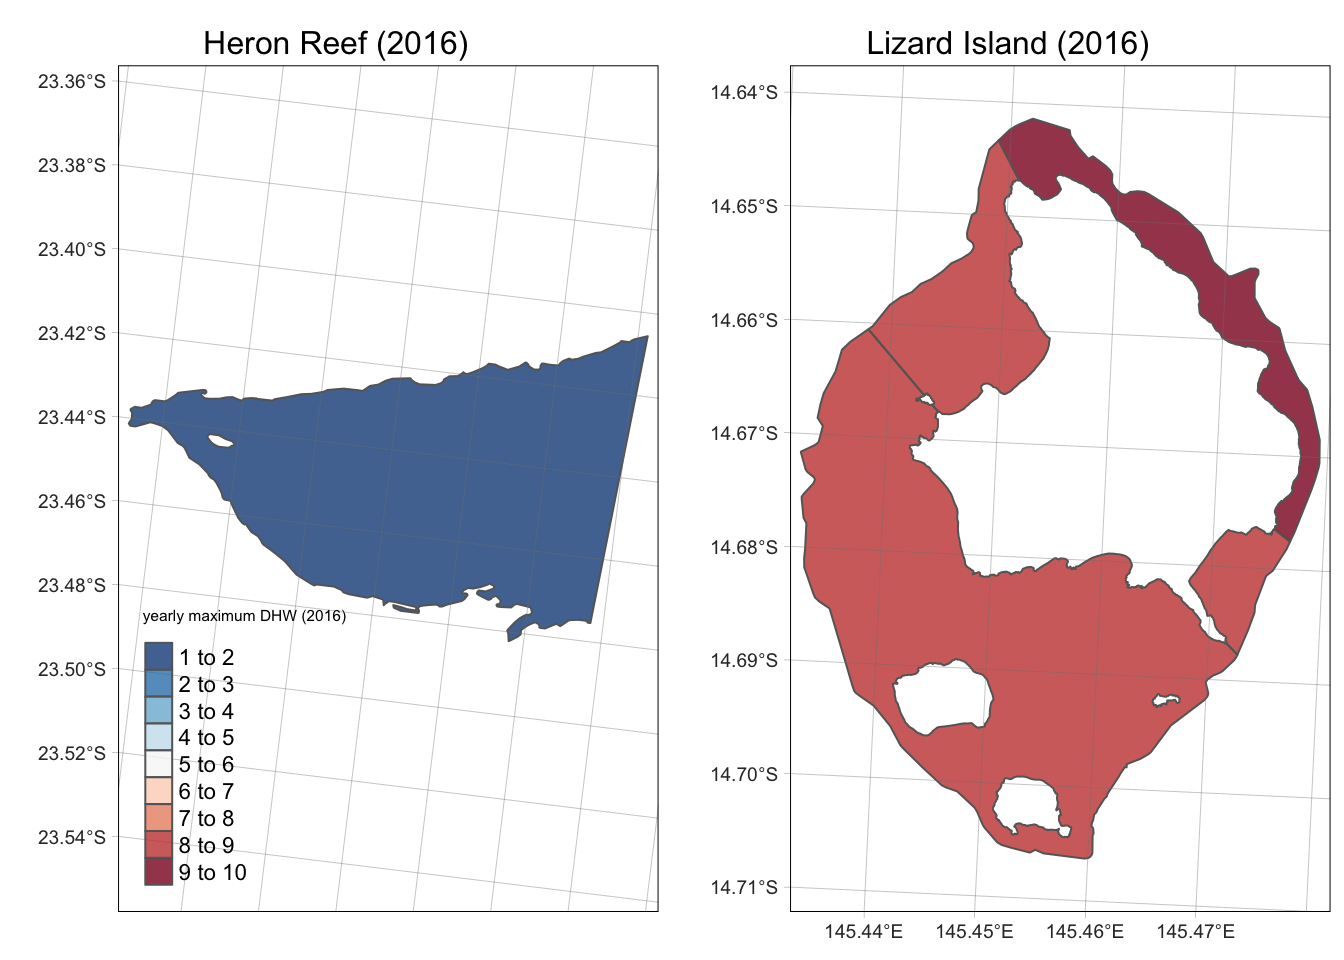 Heron Reef (2016)
23.36°S
23.38°S
23.40°S
23.42°S
23.44°S
23.46°S
23.48°S
23.50°S
23.52°S
23.54°S
yearly maximum DHW (2016)
1 to 2
2 to 3
3 to 4
4 to 5
5 to 6
6 to 7
7 to 8
8 to 9
9 to 10
Lizard Island (2016)
14.64°S
14.65°S
14.66°S
14.67°S
14.68°S
14.69°S
14.70°S
14.71°S
145.44°E 145.45°E 145.46°E 145.47°E